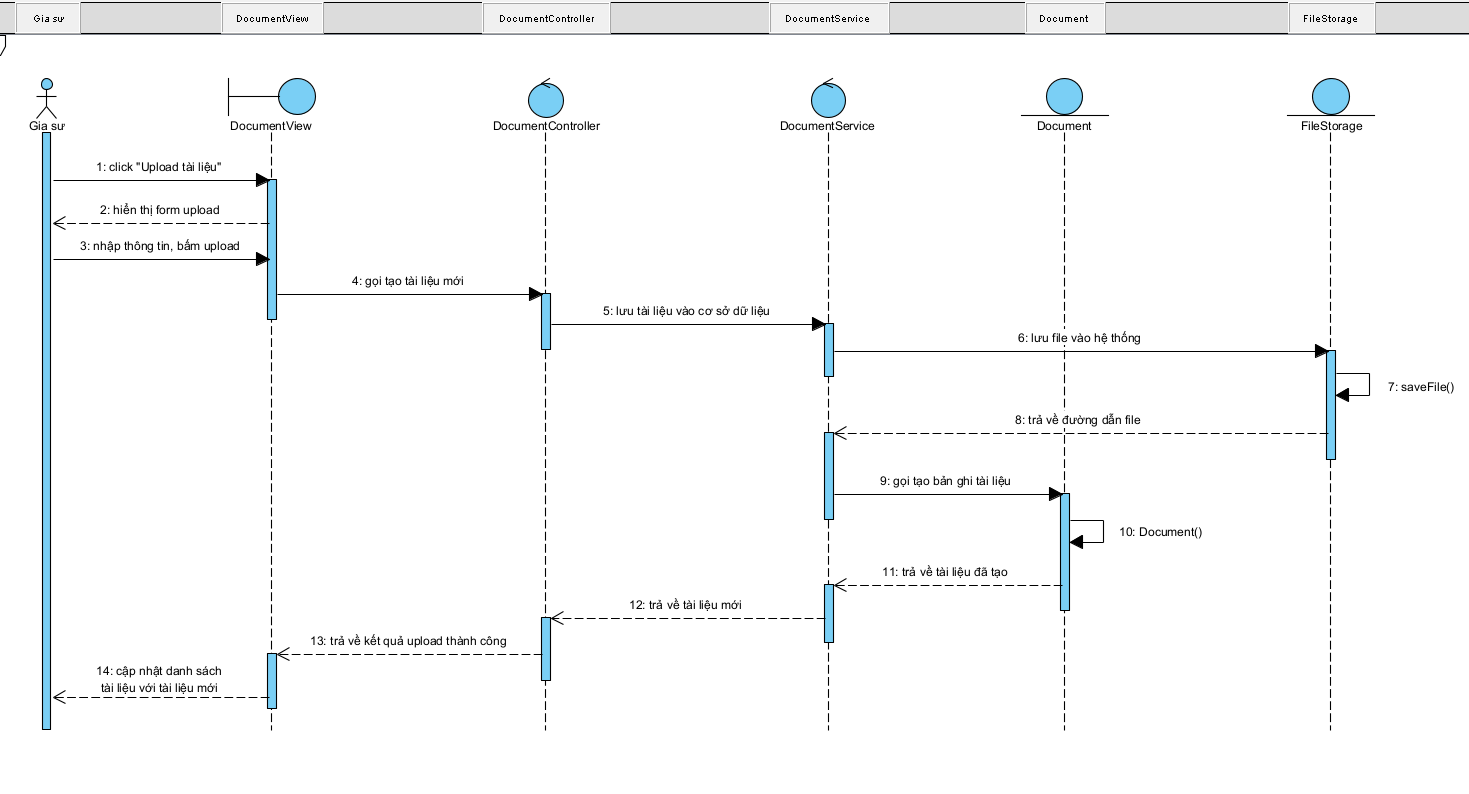 Gia sư
DocumentView
DocumentController
DocumentService
Document
FileStorage
Gia sư
DocumentView
DocumentController
DocumentService
Document
FileStorage
1: click "Upload tài liệu"
2: hiển thị form upload
3: nhập thông tin, bấm upload
4: gọi tạo tài liệu mới
5: lưu tài liệu vào cơ sở dữ liệu
6: lưu file vào hệ thống
7: saveFile()
8: trả về đường dẫn file
9: gọi tạo bản ghi tài liệu
10: Document()
11: trả về tài liệu đã tạo
12: trả về tài liệu mới
13: trả về kết quả upload thành công
14: cập nhật danh sách
tài liệu với tài liệu mới